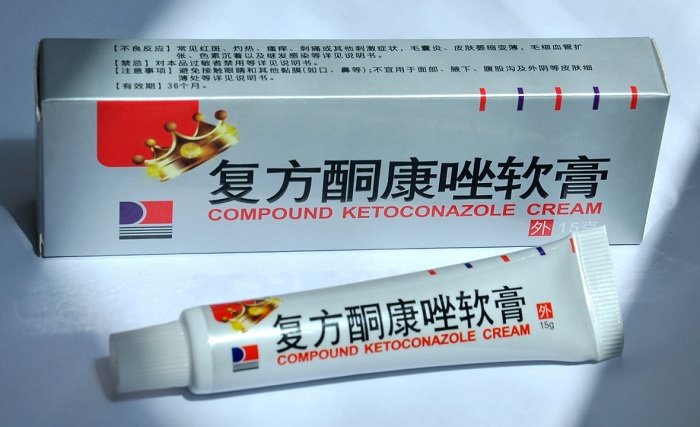 【不良反应】常见红斑、灼热、瘙痒、刺痛或其他刺激症状，毛囊炎、皮肤萎缩变薄，毛细血管扩
张、色素沉着以及继发感染等详见说明书。
【禁忌】对本品过敏者禁用等详见说明书。
【注意事项】避免接触眼睛和其他黏膜(如口、鼻等);不宜用于面部、腋下、腹股沟及外阴等皮肤细
薄处等详见说明书。
【有效期】36个月。
复方酮康唑软膏
COMPOUND KETOCONAZOLE CREAM
外 15克
复方酮康唑软膏
COMPOUND KETOCONAZOLE CREAM
外
15g